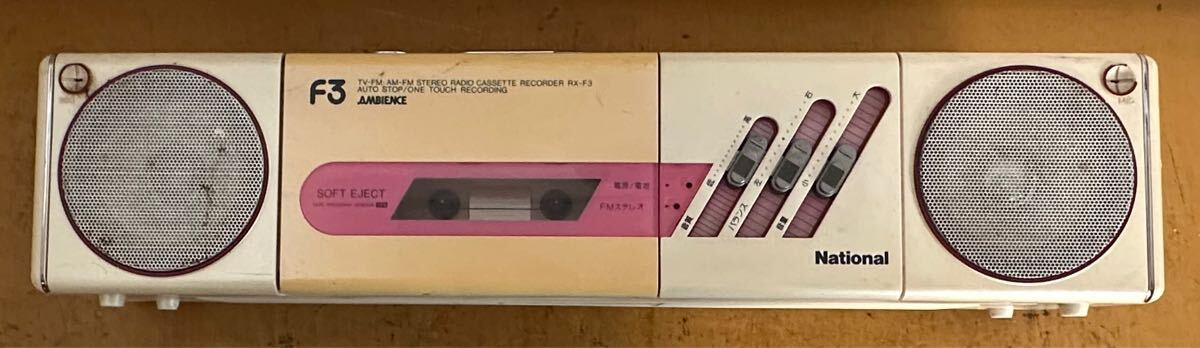 F3
TV-FM/AM-FM STEREO RADIO CASSETTE RECORDER RX-F3
AUTO STOP/ONE TOUCH RECORDING
AMBIENCE
SOFT EJECT
電源/電池
FMステレオ
高
低
音質
右
左
バランス
大
小
音量
National
MIC